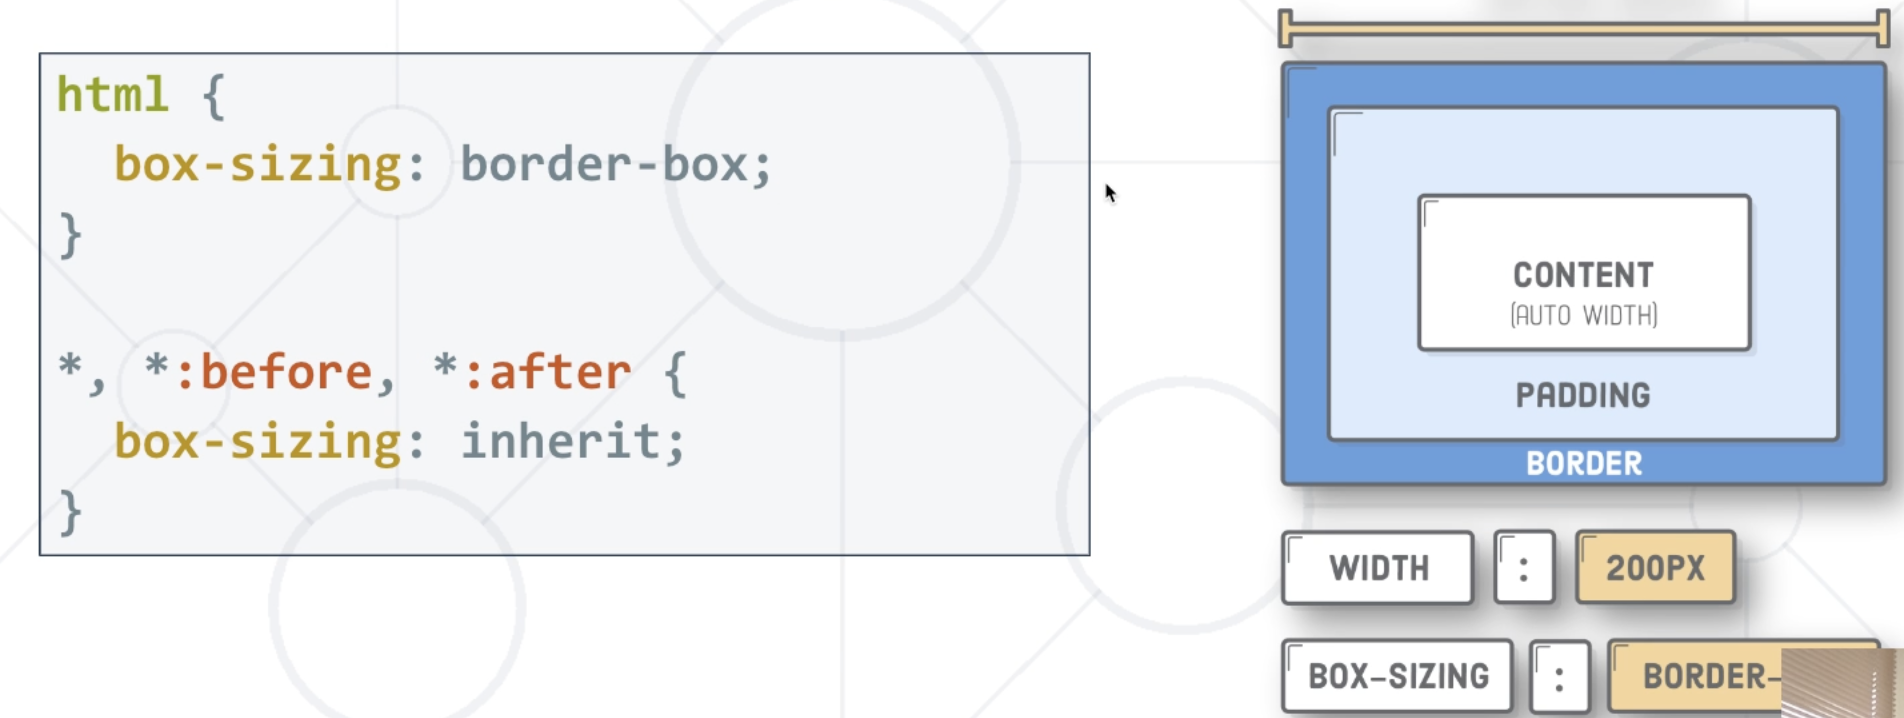 html {
box-sizing: border-box;
}
*, *:before, *:after {
box-sizing: inherit;
}
CONTENT
(AUTO WIDTH)
PADDING
BORDER
WIDTH : 200PX
BOX-SIZING : BORDER-